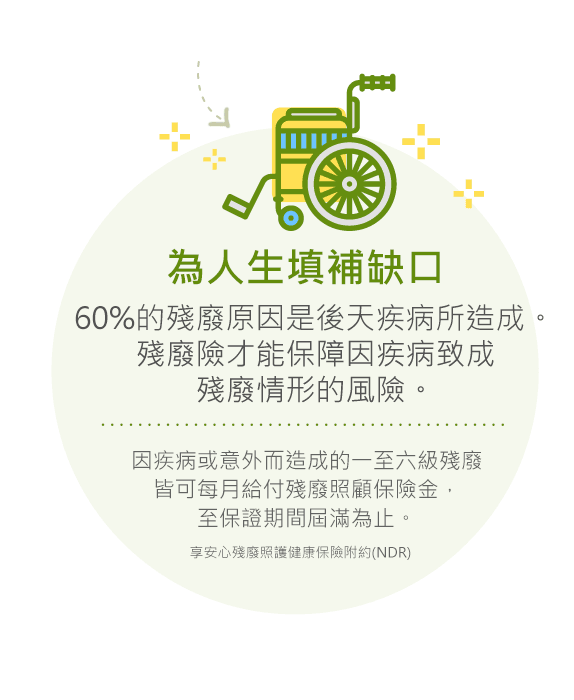 為人生填補缺口
60%的殘廢原因是後天疾病所造成。
殘廢險才能保障因疾病致成
殘廢情形的風險。
因疾病或意外而造成的一至六級殘廢
皆可每月給付殘廢照顧保險金，
至保證期間屆滿為止。
享安心殘廢照護健康保險附約(NDR)